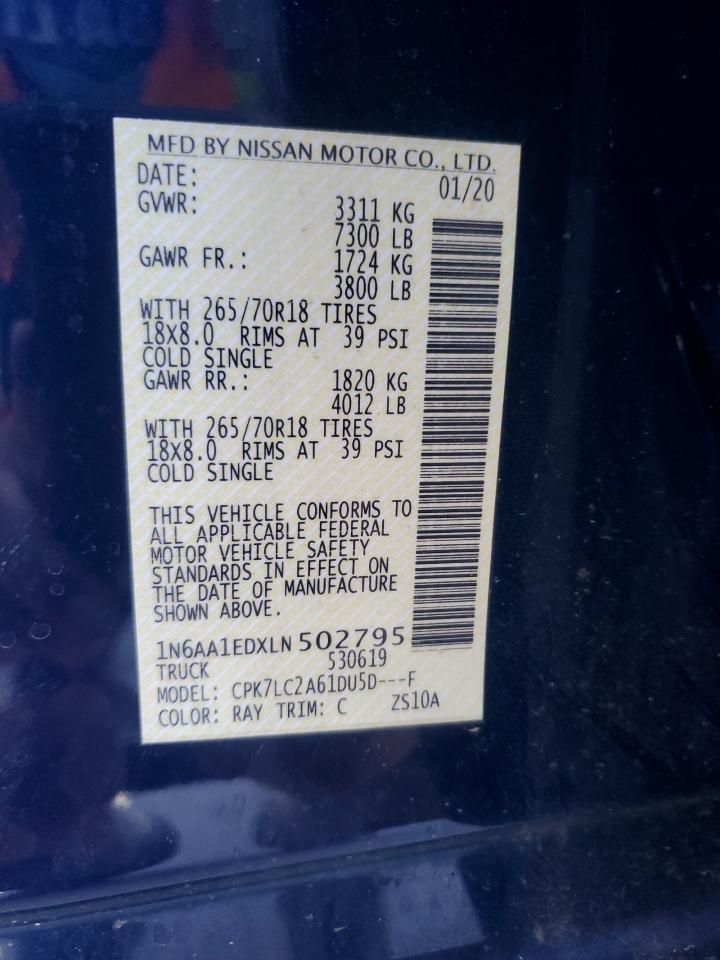 MFD BY NISSAN MOTOR CO., LTD.
DATE: 01/20
GVWR: 3311 KG
7300 LB
GAWR FR.: 1724 KG
3800 LB
WITH 265/70R18 TIRES
18X8.0 RIMS AT 39 PSI
COLD SINGLE
GAWR RR.: 1820 KG
4012 LB
WITH 265/70R18 TIRES
18X8.0 RIMS AT 39 PSI
COLD SINGLE
THIS VEHICLE CONFORMS TO
ALL APPLICABLE FEDERAL
MOTOR VEHICLE SAFETY
STANDARDS IN EFFECT ON
THE DATE OF MANUFACTURE
SHOWN ABOVE.
1N6AA1EDXLN502795
TRUCK 530619
MODEL: CPK7LC2A61DU5D---F
COLOR: RAY TRIM: C ZS10A